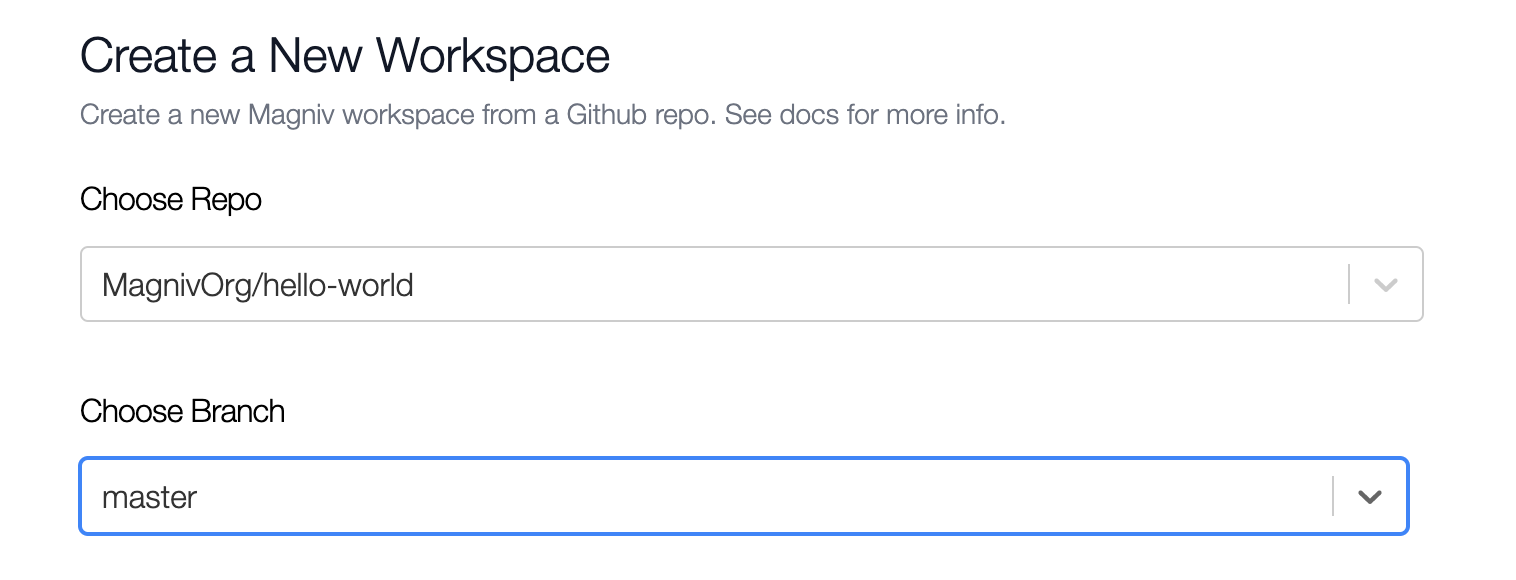 Create a New Workspace
Create a new Magniv workspace from a Github repo. See docs for more info.
Choose Repo
MagnivOrg/hello-world
Choose Branch
master